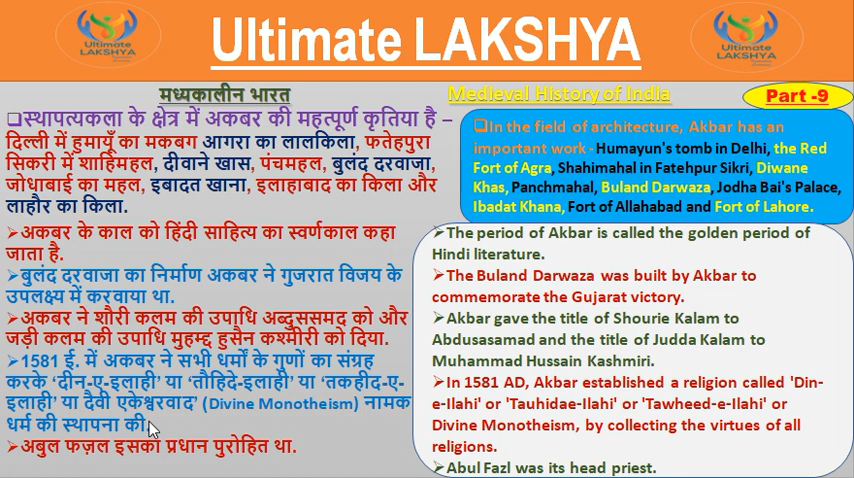 Ultimate
LAKSHYA
Ultimate LAKSHYA
Ultimate
LAKSHYA
मध्यकालीन भारत
❑स्थापत्यकला के क्षेत्र में अकबर की महत्पूर्ण कृतिया है –
दिल्ली में हुमायूँ का मकबग आगरा का लालकिला, फतेहपुरा
सिकरी में शाहिमहल, दीवाने खास, पंचमहल, बुलंद दरवाजा,
जोधाबाई का महल, इबादत खाना, इलाहाबाद का किला और
लाहौर का किला.
➢अकबर के काल को हिंदी साहित्य का स्वर्णकाल कहा
जाता है.
➢बुलंद दरवाजा का निर्माण अकबर ने गुजरात विजय के
उपलक्ष्य में करवाया था.
➢अकबर ने शौरी कलम की उपाधि अब्दुससमद को और
जड़ी कलम की उपाधि मुहम्द्द हुसैन कश्मीरी को दिया.
➢1581 ई. में अकबर ने सभी धर्मों के गुणों का संग्रह
करके ‘दीन-ए-इलाही’ या ‘तौहिदे-इलाही’ या ‘तकहीद-ए-
इलाही’ या दैवी एकेश्वरवाद’ (Divine Monotheism) नामक
धर्म की स्थापना की.
➢अबुल फज़ल इसका प्रधान पुरोहित था.
Medieval History of India
Part -9
❑In the field of architecture, Akbar has an
important work - Humayun's tomb in Delhi, the Red
Fort of Agra, Shahimahal in Fatehpur Sikri, Diwane
Khas, Panchmahal, Buland Darwaza, Jodha Bai's Palace,
Ibadat Khana, Fort of Allahabad and Fort of Lahore.
➢The period of Akbar is called the golden period of
Hindi literature.
➢The Buland Darwaza was built by Akbar to
commemorate the Gujarat victory.
➢Akbar gave the title of Shourie Kalam to
Abdusasamad and the title of Judda Kalam to
Muhammad Hussain Kashmiri.
➢In 1581 AD, Akbar established a religion called 'Din-
e-Ilahi' or 'Tauhidae-Ilahi' or 'Tawheed-e-Ilahi' or
Divine Monotheism, by collecting the virtues of all
religions.
➢Abul Fazl was its head priest.